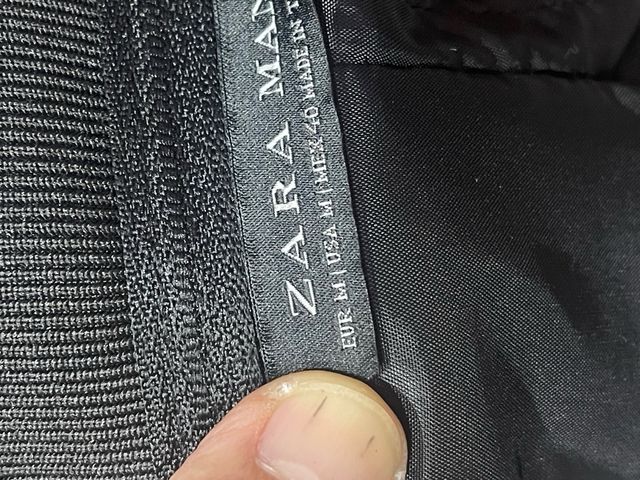 ZARA MAN
EUR M | USA M | MEX 40 MADE IN